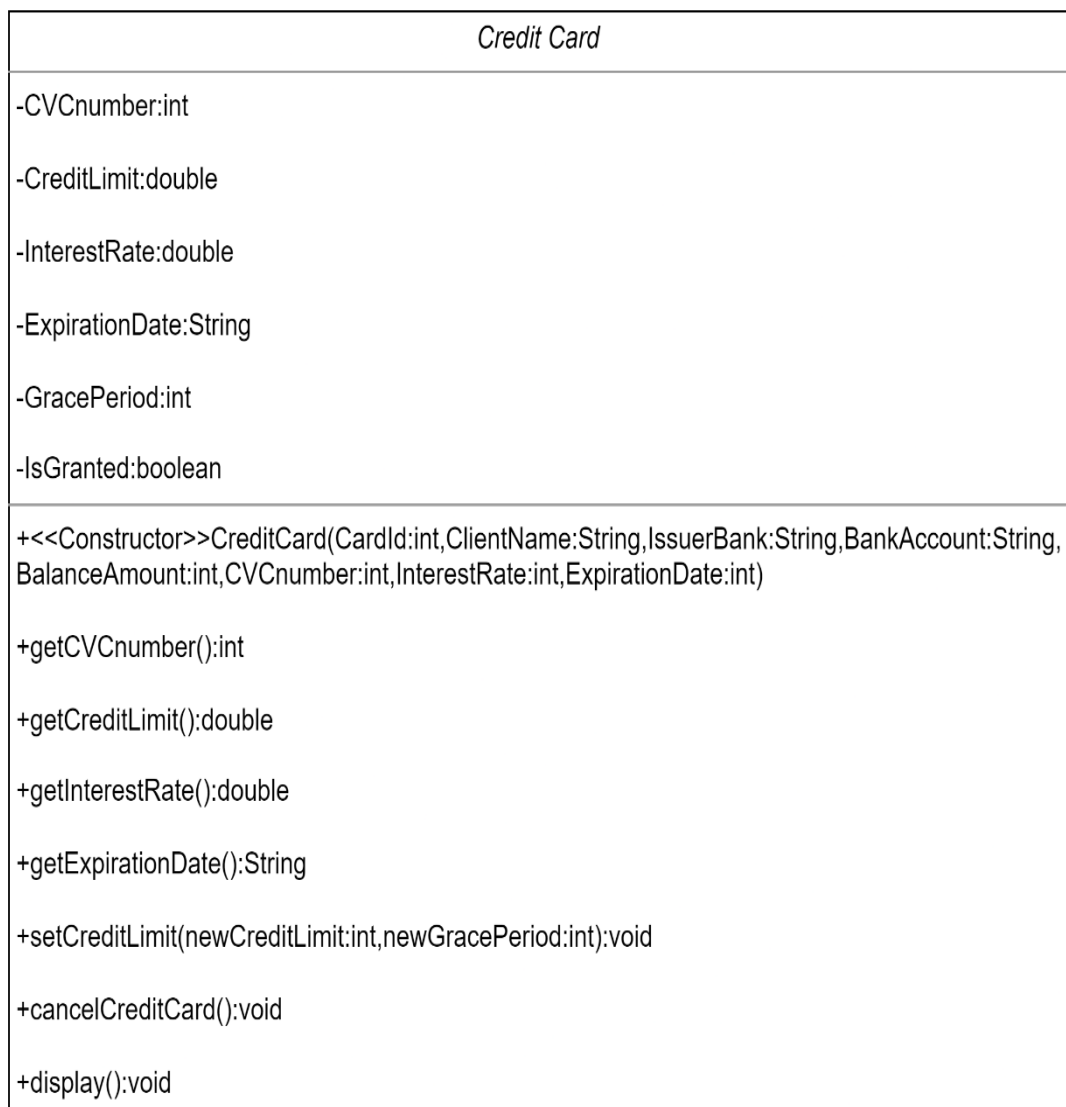 Credit Card
-CVCnumber:int
-CreditLimit:double
-InterestRate:double
-ExpirationDate:String
-GracePeriod:int
-IsGranted:boolean
+<<Constructor>>CreditCard(CardId:int,ClientName:String,IssuerBank:String,BankAccount:String,
BalanceAmount:int,CVCnumber:int,InterestRate:int,ExpirationDate:int)
+getCVCnumber():int
+getCreditLimit():double
+getInterestRate():double
+getExpirationDate():String
+setCreditLimit(newCreditLimit:int,newGracePeriod:int):void
+cancelCreditCard():void
+display():void